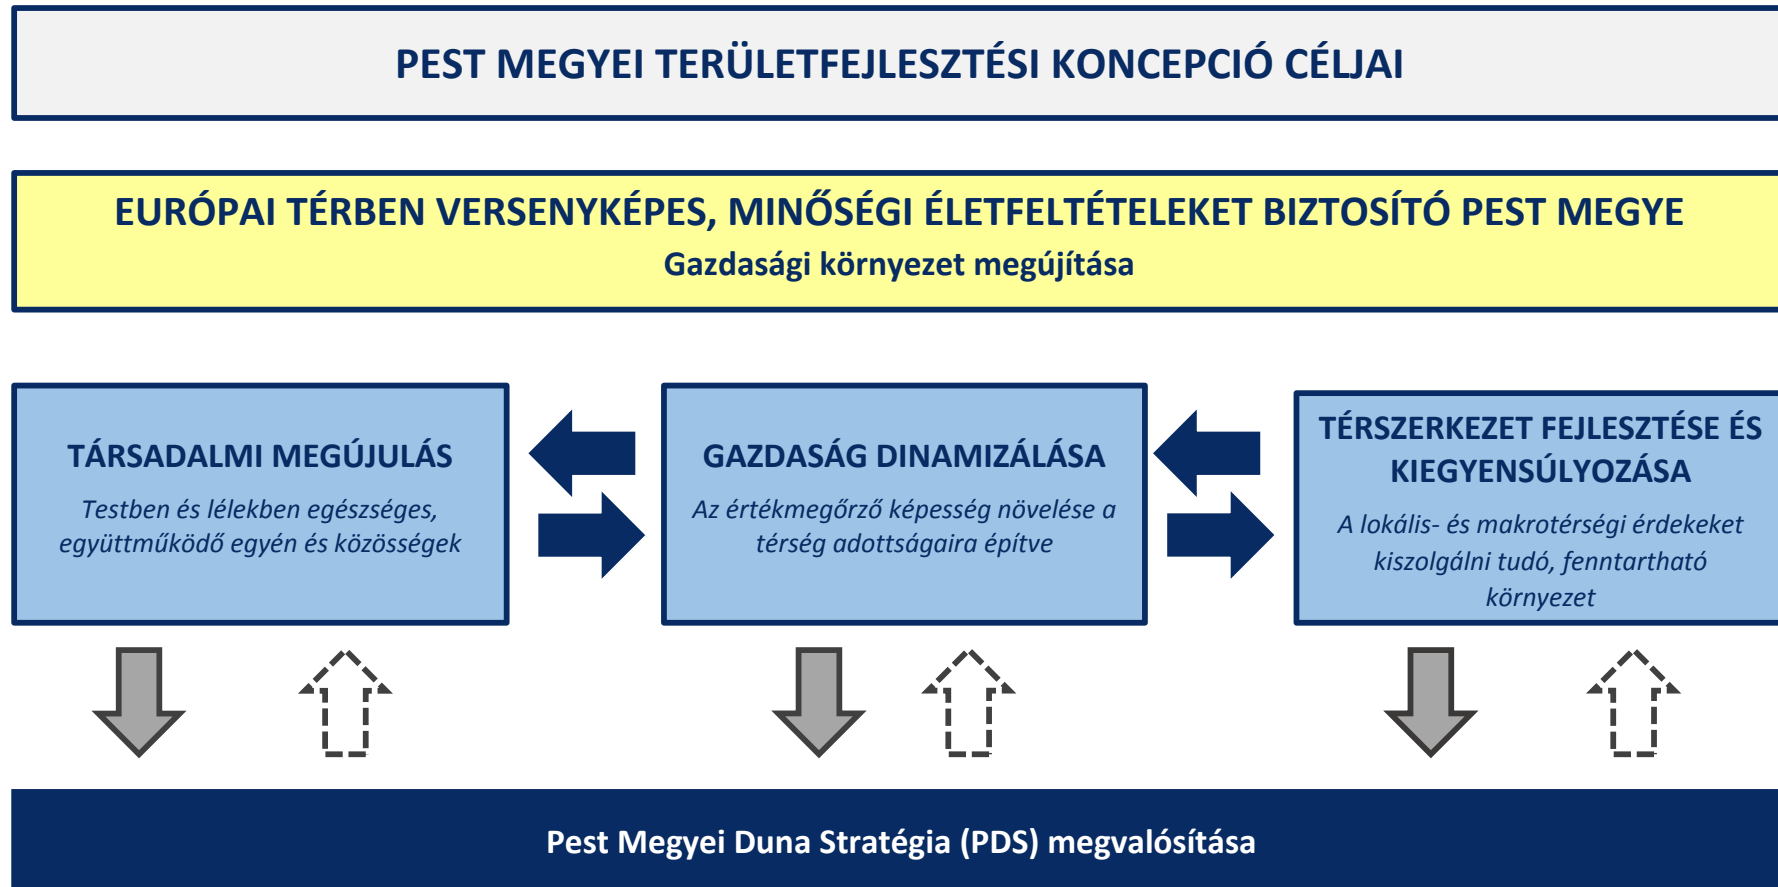 PEST MEGYEI TERÜLETFEJLESZTÉSI KONCEPCIÓ CÉLJAI
EURÓPAI TÉRBEN VERSENYKÉPES, MINŐSÉGI ÉLETFELTÉTELEKET BIZTOSÍTÓ PEST MEGYE
Gazdasági környezet megújítása
TÁRSADALMI MEGÚJULÁS
Testben és lélekben egészséges,
együttműködő egyén és közösségek
GAZDASÁG DINAMIZÁLÁSA
Az értékmegőrző képesség növelése a
térség adottságaira építve
TÉRSZERKEZET FEJLESZTÉSE ÉS
KIEGYENSÚLYOZÁSA
A lokális- és makrotérségi érdekeket
kiszolgálni tudó, fenntartható
környezet
Pest Megyei Duna Stratégia (PDS) megvalósítása